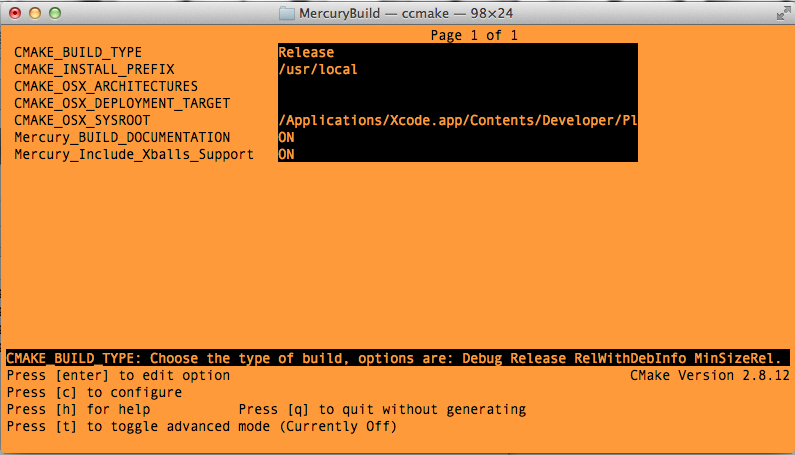 MercuryBuild — ccmake — 98×24
Page 1 of 1
CMAKE_BUILD_TYPE Release
CMAKE_INSTALL_PREFIX /usr/local
CMAKE_OSX_ARCHITECTURES
CMAKE_OSX_DEPLOYMENT_TARGET
CMAKE_OSX_SYSROOT /Applications/Xcode.app/Contents/Developer/Pl
Mercury_BUILD_DOCUMENTATION ON
Mercury_Include_Xballs_Support ON
CMAKE_BUILD_TYPE: Choose the type of build, options are: Debug Release RelWithDebInfo MinSizeRel.
Press [enter] to edit option CMake Version 2.8.12
Press [c] to configure
Press [h] for help Press [q] to quit without generating
Press [t] to toggle advanced mode (Currently Off)